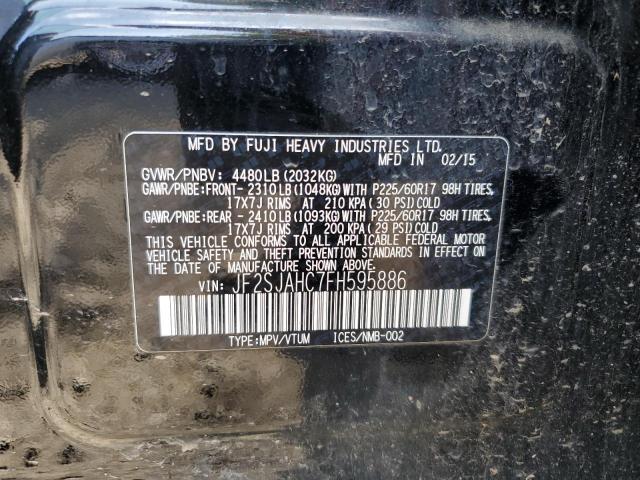 MFD BY FUJI HEAVY INDUSTRIES LTD.
MFD IN 02/15
GVWR/PNBV: 4480LB(2032KG)
GAWR/PNBE:FRONT- 2310LB(1048KG)WITH P225/60R17 98H TIRES,
17X7J RIMS AT 210 KPA(30 PSI)COLD
GAWR/PNBE:REAR -2410LB(1093KG)WITH P225/60R17 98H TIRES,
17X7J RIMS AT 200 KPA(29 PSI)COLD
THIS VEHICLE CONFORMS TO ALL APPLICABLE FEDERAL MOTOR
VEHICLE SAFETY AND THEFT PREVENTION STANDARDS IN EFFECT ON
THE DATE OF MANUFACTURE SHOWN ABOVE.
VIN: JF2SJAHC7FH595886
TYPE:MPV/VTUM ICES/NMB-002